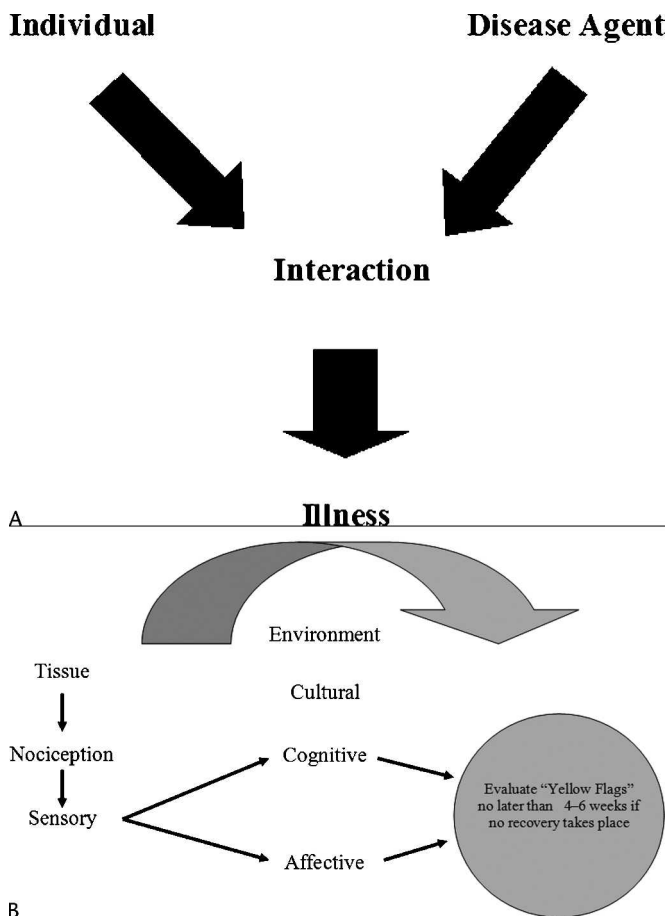 Individual
Disease Agent
Interaction
Illness
A
Environment
Tissue
Cultural
Nociception
Cognitive
Sensory
Evaluate “Yellow Flags”
no later than 4–6 weeks if
no recovery takes place
Affective
B